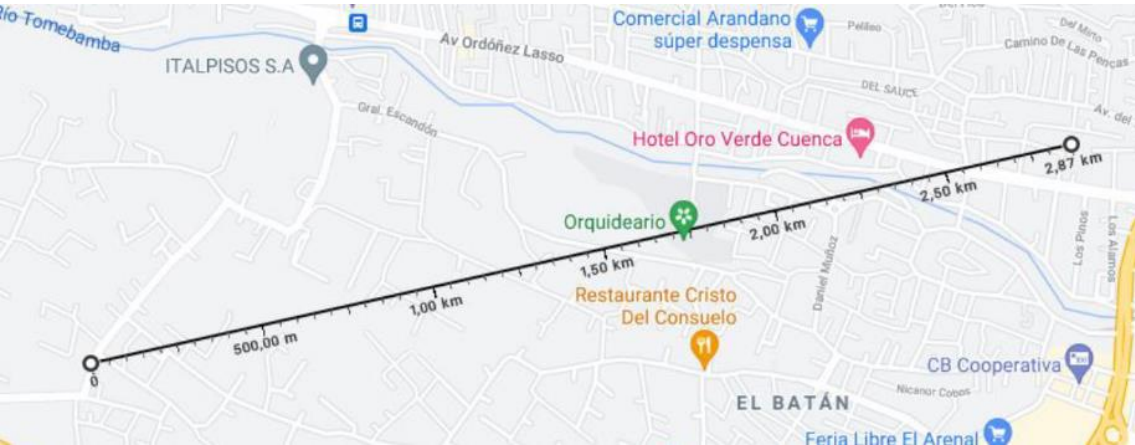 Río Tomebamba
ITALPISOS S.A
Av Ordóñez Lasso
Comercial Arandano
súper despensa
Pelileo
Del Mirto
Camino De Las Pencas
DEL SAUCE
Av. del
Gral. Escandón
Hotel Oro Verde Cuenca
2,87 km
2,50 km
Orquideario
2,00 km
1,50 km
1,00 km
500,00 m
0
Los Pinos
Los Alamos
Daniel Muñoz
Restaurante Cristo
Del Consuelo
CB Cooperativa
Nicanor Cobos
EL BATÁN
Feria Libre El Arenal